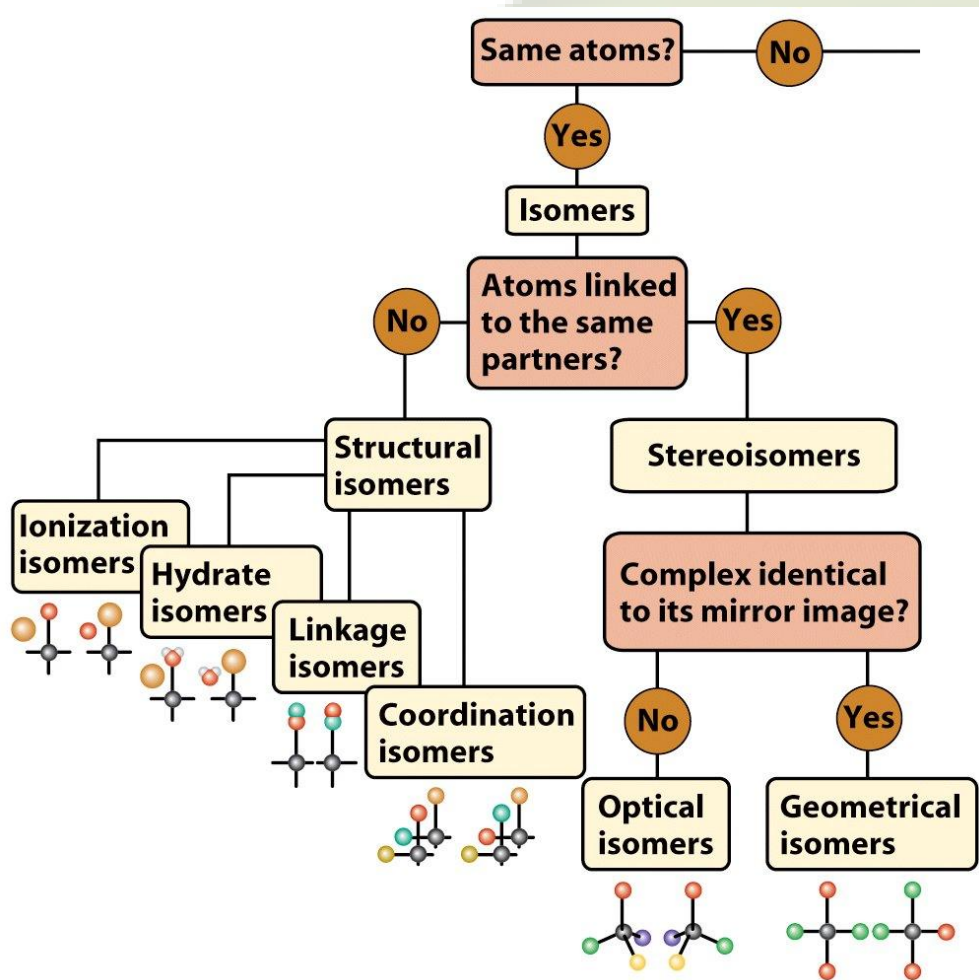 Same atoms?
No
Yes
Isomers
Atoms linked
to the same
partners?
No
Yes
Structural
isomers
Stereoisomers
Ionization
isomers
Hydrate
isomers
Linkage
isomers
Coordination
isomers
Complex identical
to its mirror image?
No
Yes
Optical
isomers
Geometrical
isomers